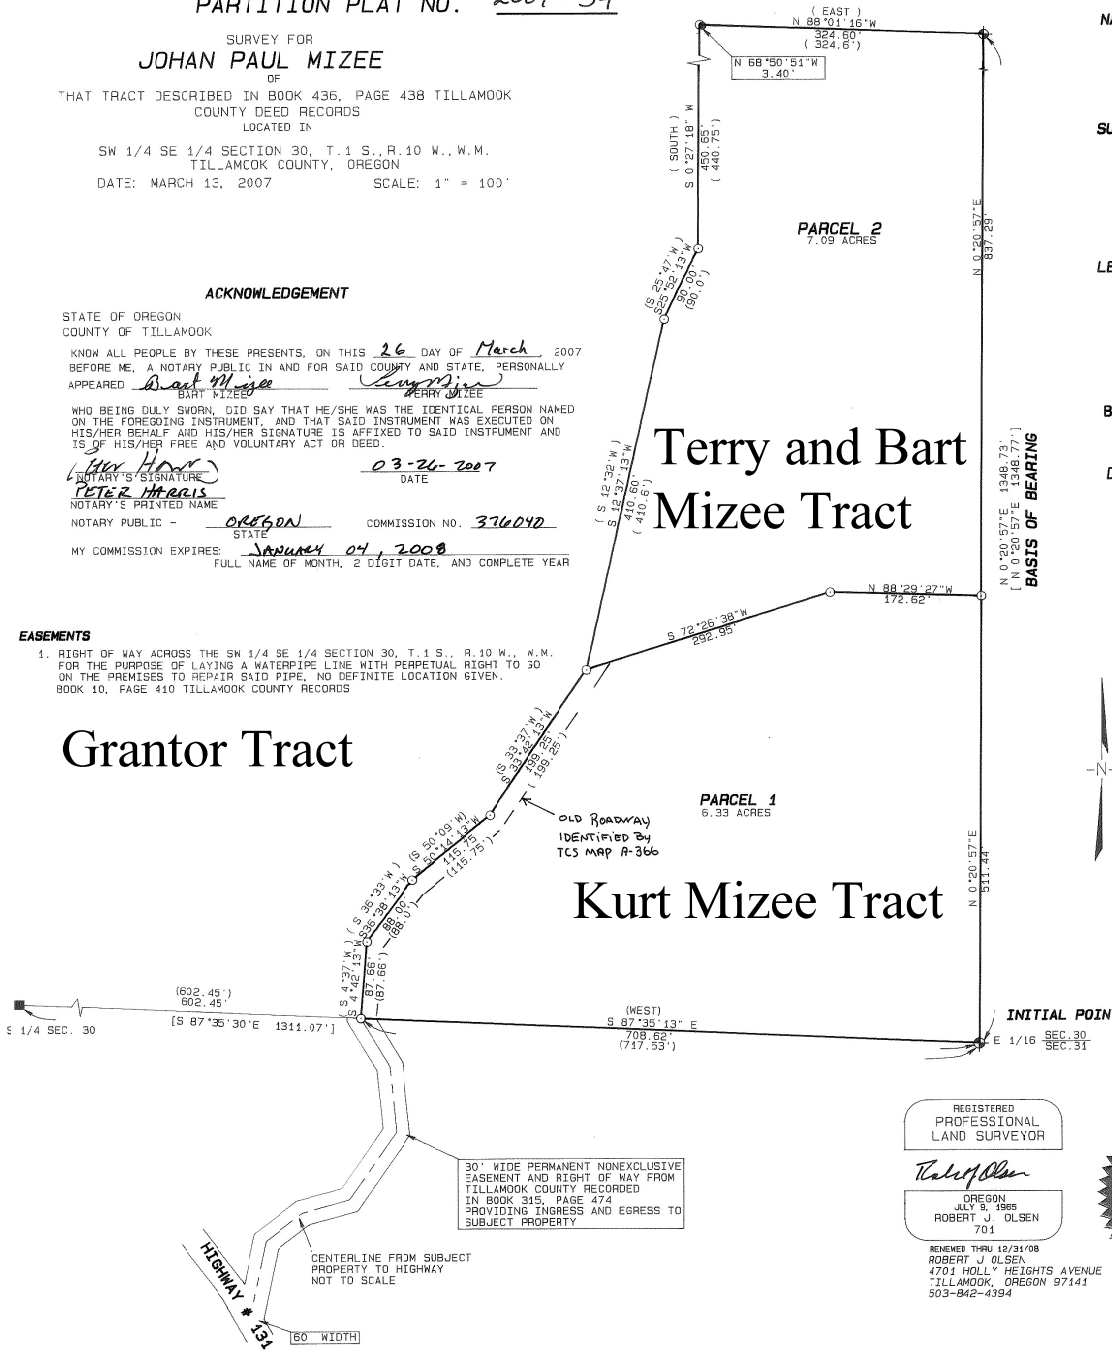 PARTITION PLAT NO. 2007-34
SURVEY FOR
JOHAN PAUL MIZEE
OF
THAT TRACT DESCRIBED IN BOOK 436, PAGE 438 TILLAMOOK
COUNTY DEED RECORDS
LOCATED IN
SW 1/4 SE 1/4 SECTION 30, T.1 S., R.10 W., W.M.
TILLAMOOK COUNTY, OREGON
DATE: MARCH 13, 2007 SCALE: 1" = 100'
ACKNOWLEDGEMENT
STATE OF OREGON
COUNTY OF TILLAMOOK
KNOW ALL PEOPLE BY THESE PRESENTS, ON THIS 26 DAY OF March, 2007
BEFORE ME, A NOTARY PUBLIC IN AND FOR SAID COUNTY AND STATE, PERSONALLY
APPEARED Bart Mizee
BART MIZEE TERRY MIZEE
WHO BEING DULY SWORN, DID SAY THAT HE/SHE WAS THE IDENTICAL PERSON NAMED
ON THE FOREGOING INSTRUMENT, AND THAT SAID INSTRUMENT WAS EXECUTED ON
HIS/HER BEHALF AND HIS/HER SIGNATURE IS AFFIXED TO SAID INSTRUMENT AND
IS OF HIS/HER FREE AND VOLUNTARY ACT OR DEED.
03-26-2007
NOTARY'S SIGNATURE DATE
PETER HARRIS
NOTARY'S PRINTED NAME
NOTARY PUBLIC - OREGON COMMISSION NO. 376040
STATE
MY COMMISSION EXPIRES: JANUARY 04, 2008
FULL NAME OF MONTH, 2 DIGIT DATE, AND COMPLETE YEAR
EASEMENTS
1. RIGHT OF WAY ACROSS THE SW 1/4 SE 1/4 SECTION 30, T.1 S., R.10 W., W.M.
FOR THE PURPOSE OF LAYING A WATERPIPE LINE WITH PERPETUAL RIGHT TO GO
ON THE PREMISES TO REPAIR SAID PIPE, NO DEFINITE LOCATION GIVEN.
BOOK 10, PAGE 410 TILLAMOOK COUNTY RECORDS
Grantor Tract
( EAST )
N 88°01'16"W
324.60'
( 324.6')
N 68°50'51"W
3.40'
( SOUTH )
S 0°27'18" W
450.65'
( 440.75')
PARCEL 2
7.09 ACRES
N 0°20'57"E
837.29'
(S 25°47'W )
S25°52'13"W
90.00'
(90.0')
( S 12°32'W )
S 12°37'13"W
410.60'
( 410.6')
Terry and Bart
Mizee Tract
N 0°20'57"E 1348.73'
[ N 0°20'57"E 1348.77']
BASIS OF BEARING
N 88°29'27"W
172.62'
S 72°26'38"W
292.95'
(S 33°37'W )
S 33°42'13"W
199.25'
( 199.25')
PARCEL 1
6.33 ACRES
OLD ROADWAY
IDENTIFIED BY
TCS MAP A-366
(S 50°09'W)
S 50°14'13"W
115.75'
(115.75')
Kurt Mizee Tract
N 0°20'57"E
511.44'
( S 36°33'W )
S36°38'13"W
88.00'
(88.0')
( S 4°37'W )
S 4°42'13"W
87.66'
(87.66')
(602.45')
602.45'
S 1/4 SEC. 30 [S 87°35'30"E 1311.07']
(WEST)
S 87°35'13" E
708.62'
(717.53')
INITIAL POIN
E 1/16 SEC.30
SEC.31
-N-
30' WIDE PERMANENT NONEXCLUSIVE
EASEMENT AND RIGHT OF WAY FROM
TILLAMOOK COUNTY RECORDED
IN BOOK 315, PAGE 474
PROVIDING INGRESS AND EGRESS TO
SUBJECT PROPERTY
CENTERLINE FROM SUBJECT
PROPERTY TO HIGHWAY
NOT TO SCALE
HIGHWAY # 131
60 WIDTH
REGISTERED
PROFESSIONAL
LAND SURVEYOR
Robert J Olsen
OREGON
JULY 9, 1965
ROBERT J. OLSEN
701
RENEWED THRU 12/31/08
ROBERT J OLSEN
4701 HOLLY HEIGHTS AVENUE
TILLAMOOK, OREGON 97141
503-842-4394